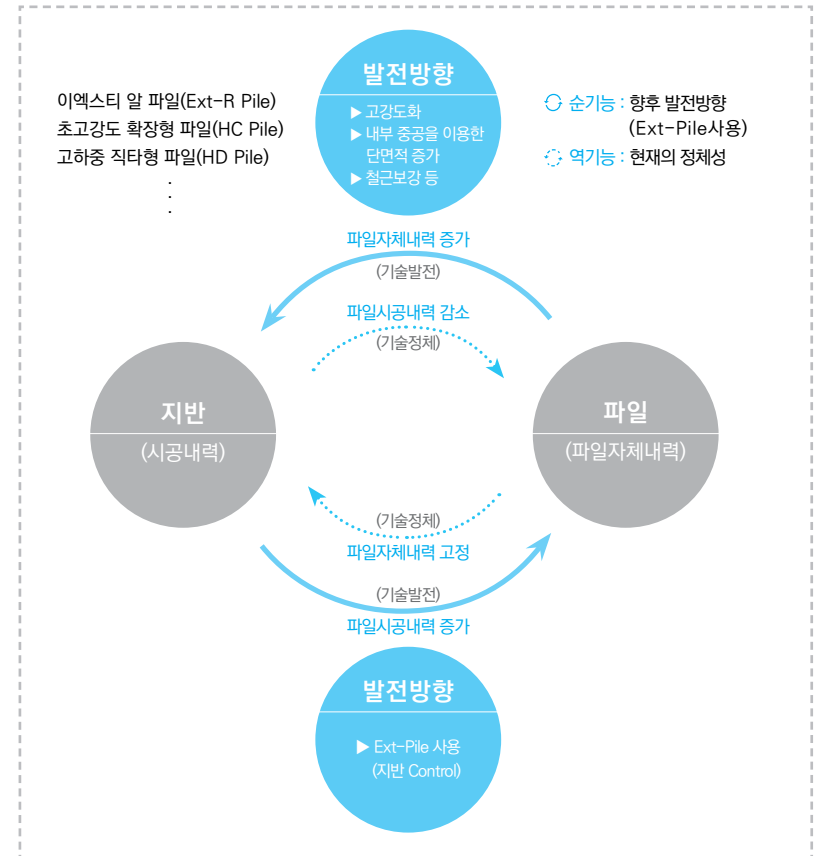 이엑스티 알 파일(Ext-R Pile)
초고강도 확장형 파일(HC Pile)
고하중 직타형 파일(HD Pile)
.
.
.
발전방향
▶ 고강도화
▶ 내부 중공을 이용한
단면적 증가
▶ 철근보강 등
순기능 : 향후 발전방향
(Ext-Pile사용)
역기능 : 현재의 정체성
파일자체내력 증가
(기술발전)
파일시공내력 감소
(기술정체)
지반
(시공내력)
파일
(파일자체내력)
(기술정체)
파일자체내력 고정
(기술발전)
파일시공내력 증가
발전방향
▶ Ext-Pile 사용
(지반 Control)